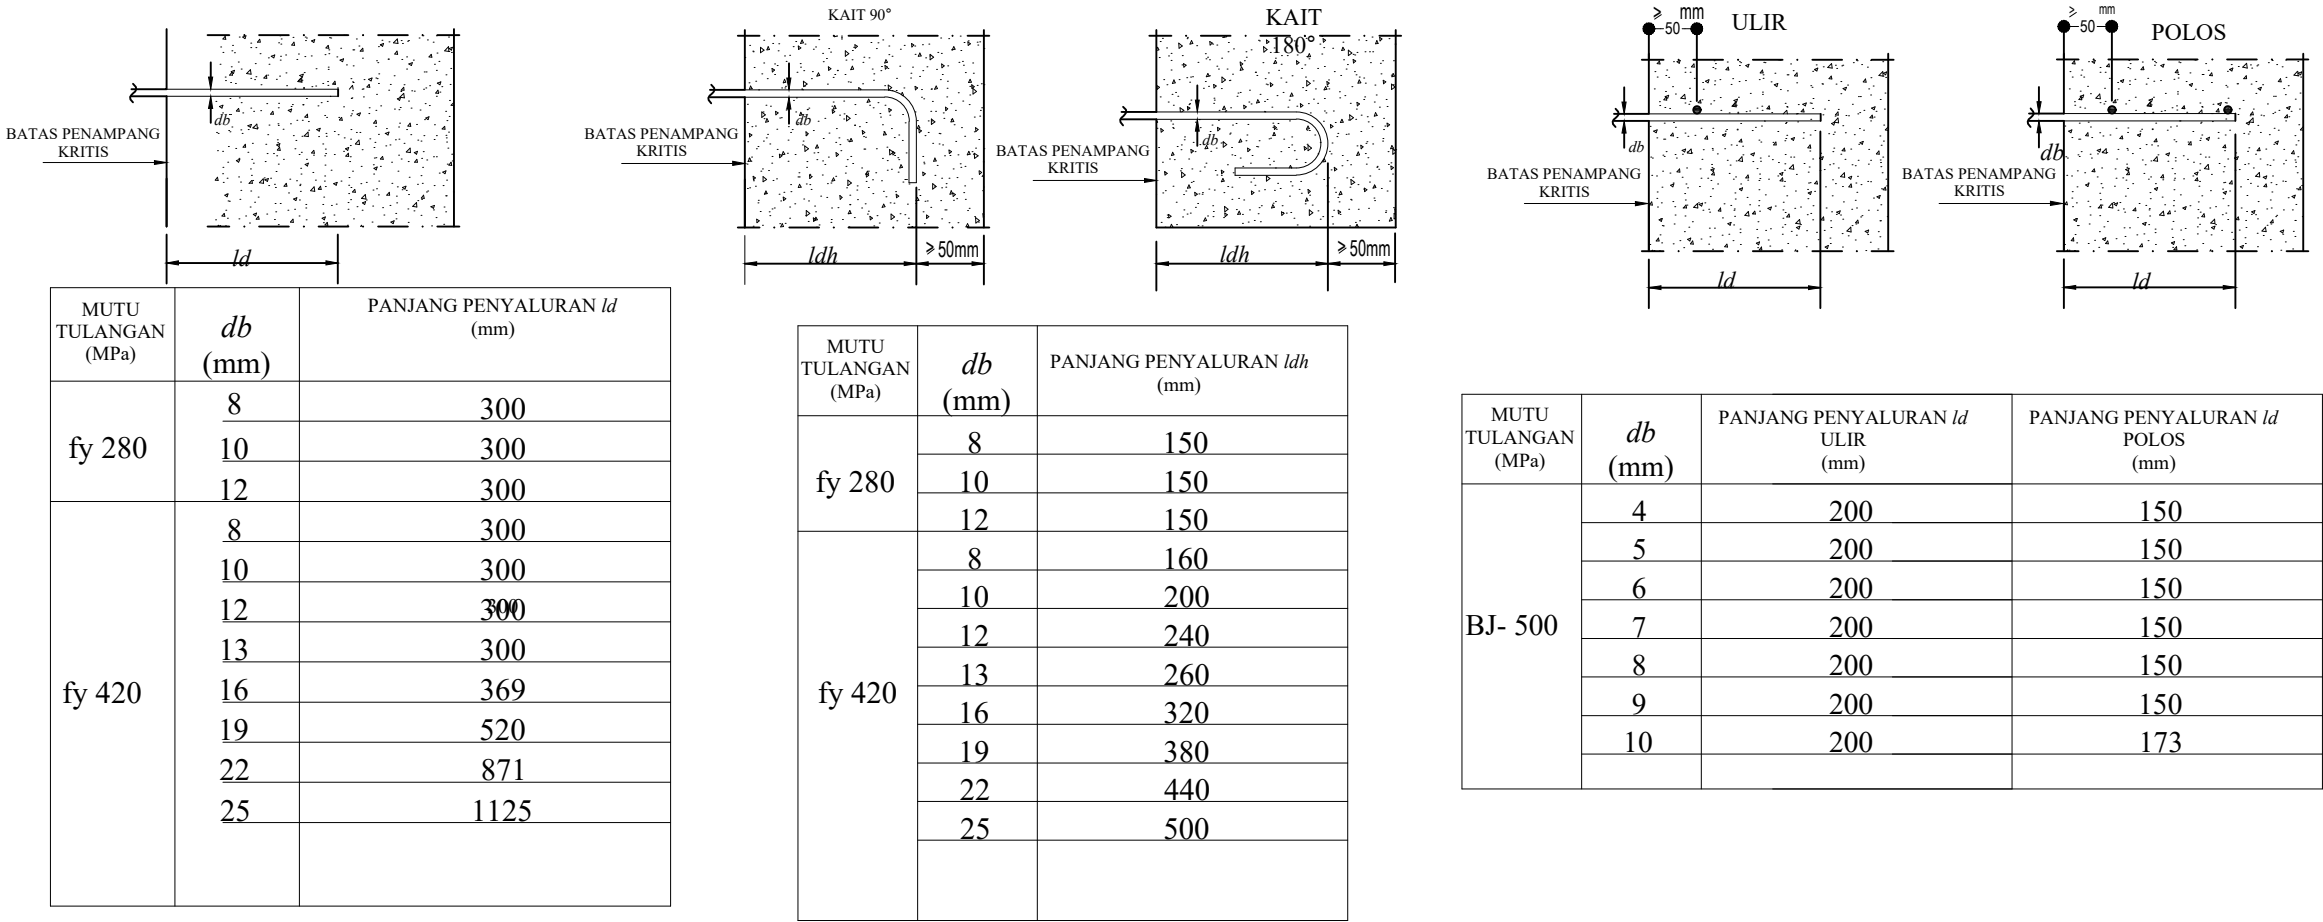 KAIT 90°
KAIT
180°
≥ mm
50
ULIR
≥ mm
50
POLOS
db
BATAS PENAMPANG
KRITIS
ld
db
BATAS PENAMPANG
KRITIS
ldh
≥ 50mm
db
BATAS PENAMPANG
KRITIS
ldh
≥ 50mm
db
BATAS PENAMPANG
KRITIS
ld
db
BATAS PENAMPANG
KRITIS
ld
MUTU
TULANGAN
(MPa)
db
(mm)
PANJANG PENYALURAN ld
(mm)
fy 280
8 300
10 300
12 300
fy 420
8 300
10 300
12 300
13 300
16 369
19 520
22 871
25 1125
MUTU
TULANGAN
(MPa)
db
(mm)
PANJANG PENYALURAN ldh
(mm)
fy 280
8 150
10 150
12 150
fy 420
8 160
10 200
12 240
13 260
16 320
19 380
22 440
25 500
MUTU
TULANGAN
(MPa)
db
(mm)
PANJANG PENYALURAN ld
ULIR
(mm)
PANJANG PENYALURAN ld
POLOS
(mm)
BJ- 500
4 200 150
5 200 150
6 200 150
7 200 150
8 200 150
9 200 150
10 200 173